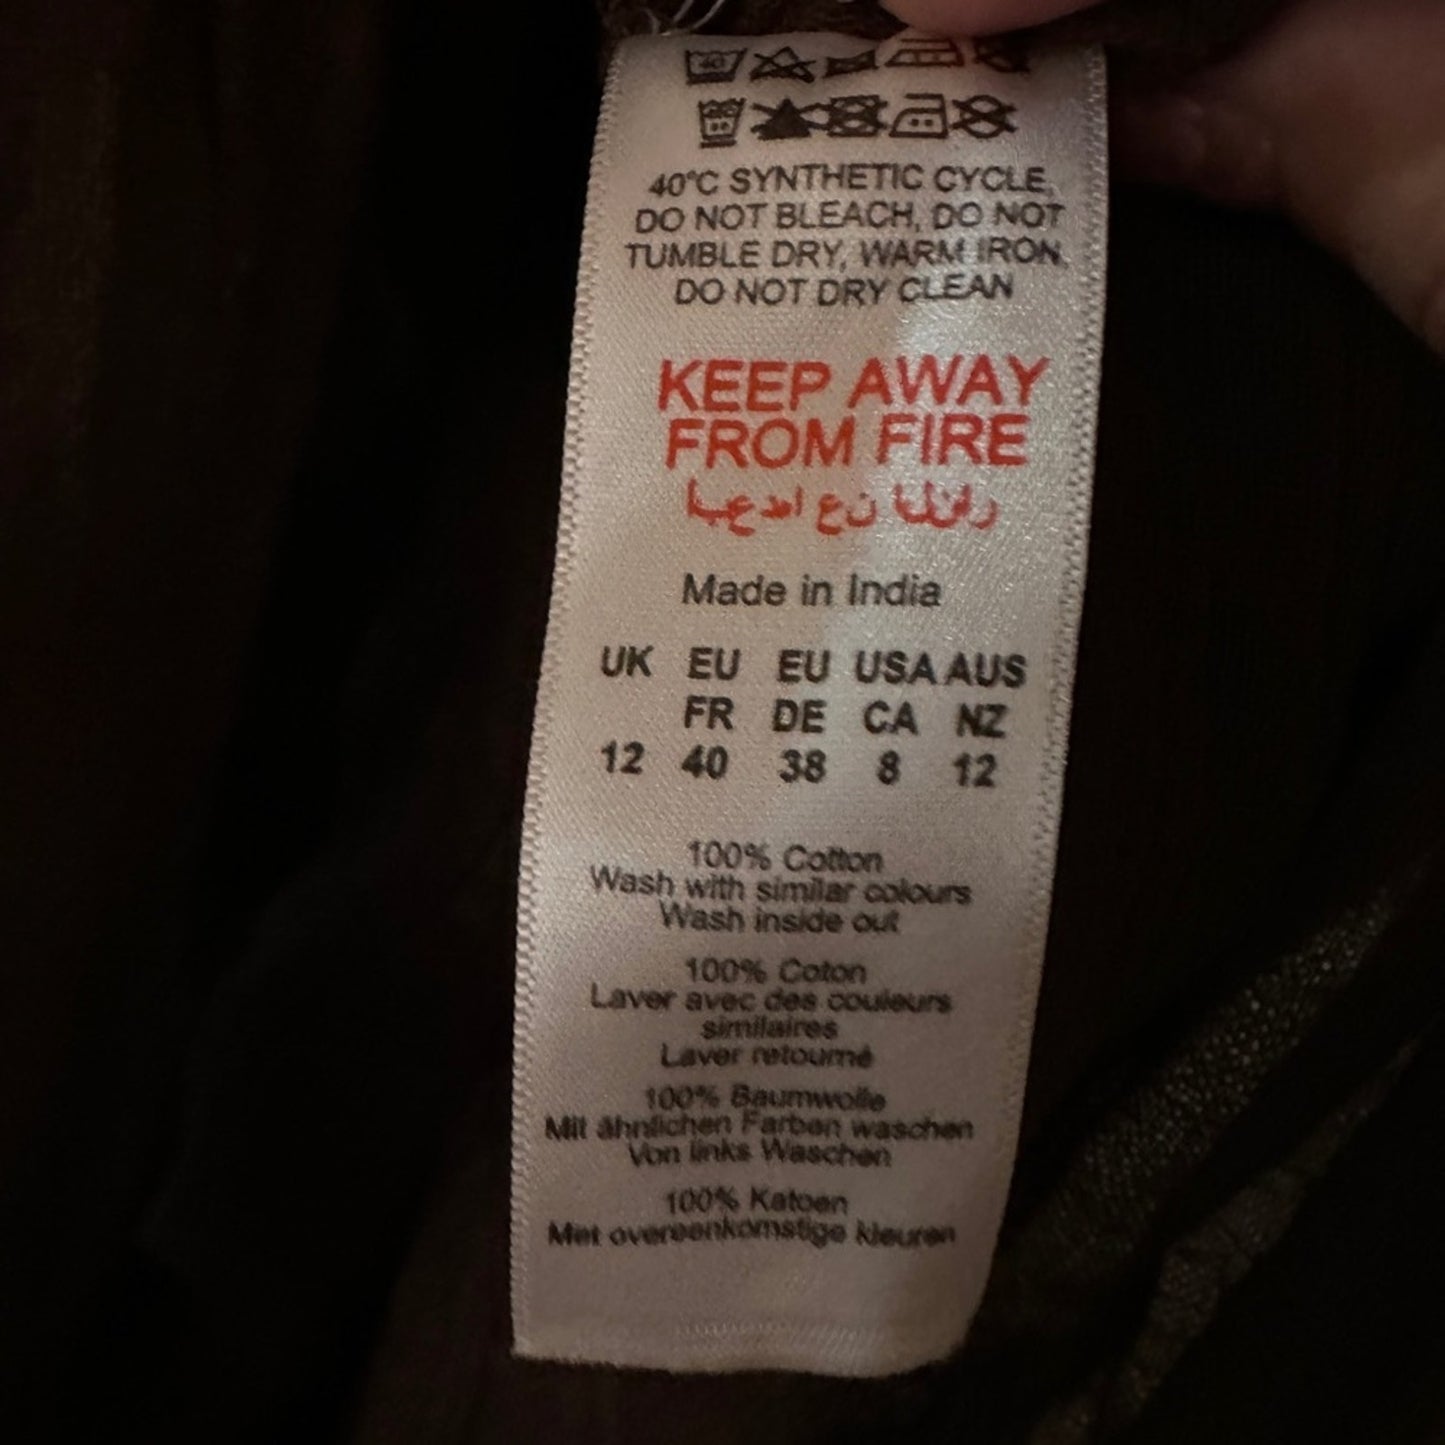 40°C SYNTHETIC CYCLE,
DO NOT BLEACH, DO NOT
TUMBLE DRY, WARM IRON,
DO NOT DRY CLEAN
KEEP AWAY
FROM FIRE
ابعدها عن النار
Made in India
UK EU EU USA AUS
FR DE CA NZ
12 40 38 8 12
100% Cotton
Wash with similar colours
Wash inside out
100% Coton
Laver avec des couleurs
similaires
Laver retourné
100% Baumwolle
Mit ähnlichen Farben waschen
Von links Waschen
100% Katoen
Met overeenkomstige kleuren